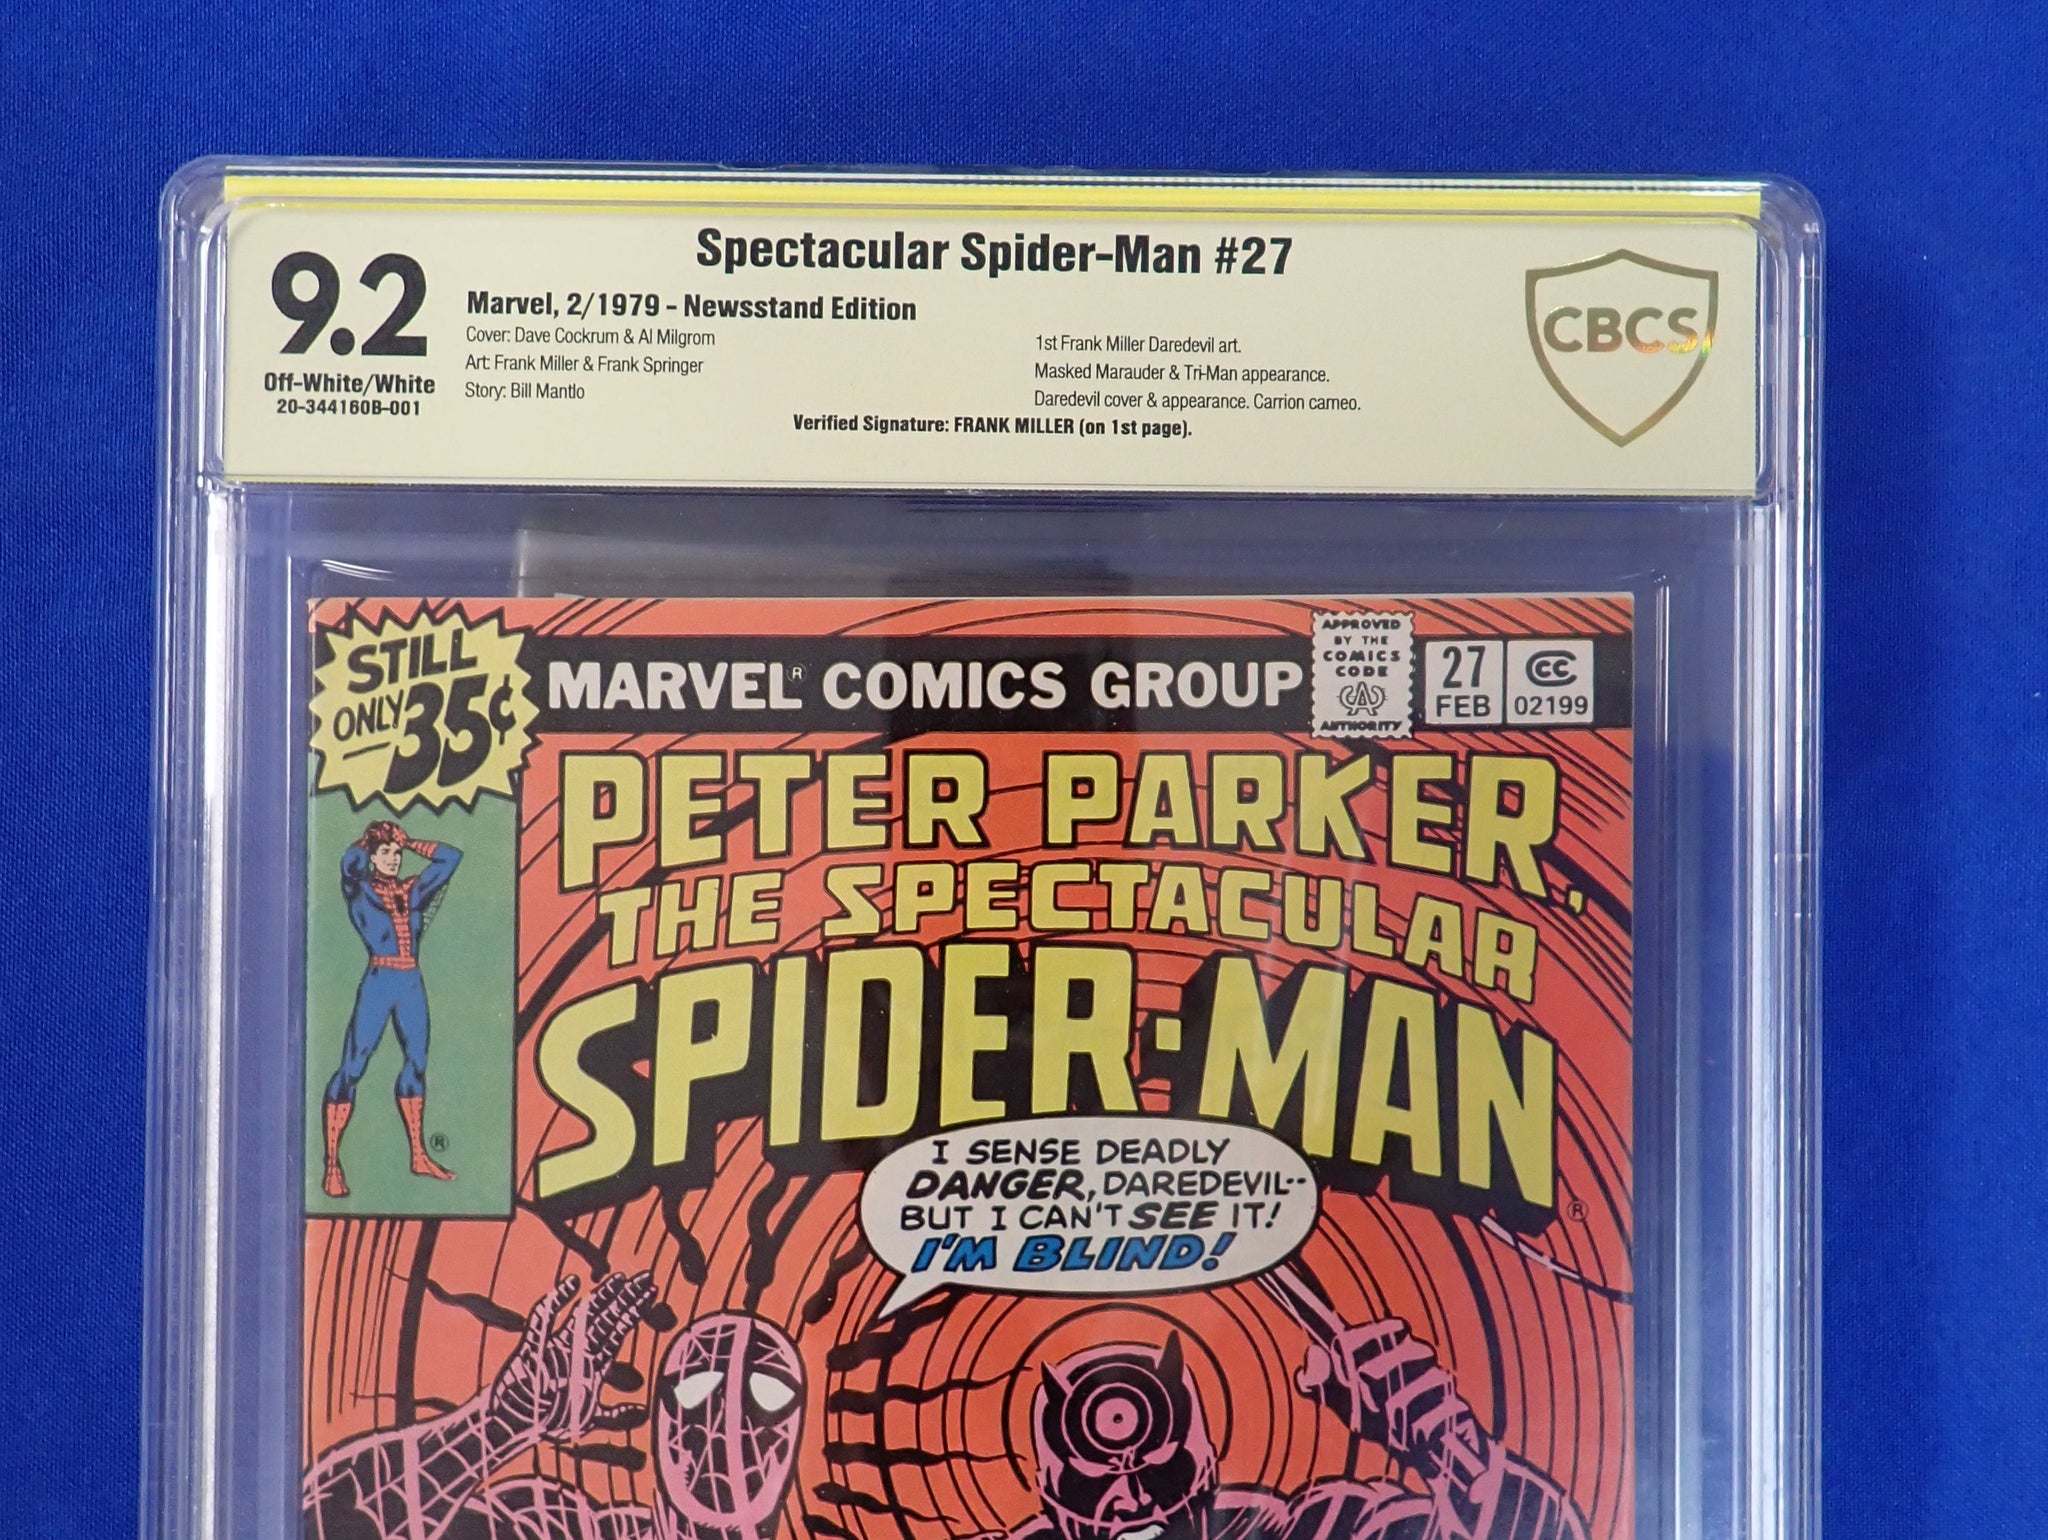 Spectacular Spider-Man #27
9.2
Off-White/White
20-344160B-001
Marvel, 2/1979 - Newsstand Edition
Cover: Dave Cockrum & Al Milgrom
Art: Frank Miller & Frank Springer
Story: Bill Mantlo
1st Frank Miller Daredevil art.
Masked Marauder & Tri-Man appearance.
Daredevil cover & appearance. Carrion cameo.
Verified Signature: FRANK MILLER (on 1st page).
CBCS
STILL
ONLY 35¢
MARVEL® COMICS GROUP
APPROVED
BY THE
COMICS
CODE
CA
AUTHORITY
27
FEB
CC
02199
PETER PARKER,
THE SPECTACULAR
SPIDER-MAN
®
®
I SENSE DEADLY
DANGER, DAREDEVIL--
BUT I CAN'T SEE IT!
I'M BLIND!